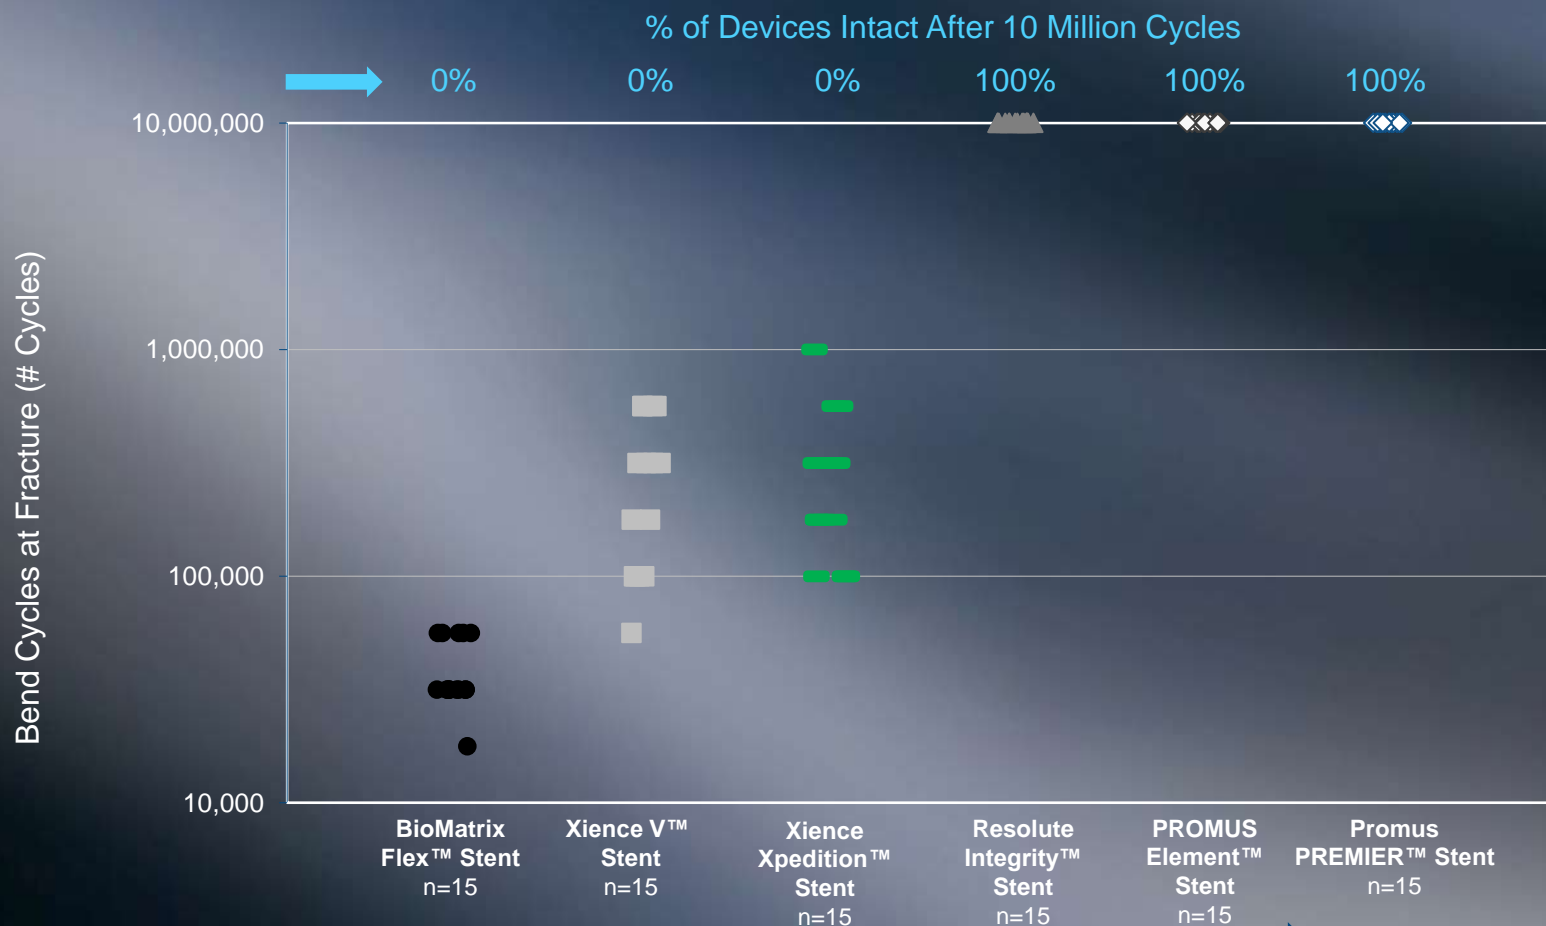 % of Devices Intact After 10 Million Cycles
0% 0% 0% 100% 100% 100%
10,000,000
1,000,000
100,000
10,000
Bend Cycles at Fracture (# Cycles)
BioMatrix
Flex™ Stent
n=15
Xience V™
Stent
n=15
Xience
Xpedition™
Stent
n=15
Resolute
Integrity™
Stent
n=15
PROMUS
Element™
Stent
n=15
Promus
PREMIER™ Stent
n=15